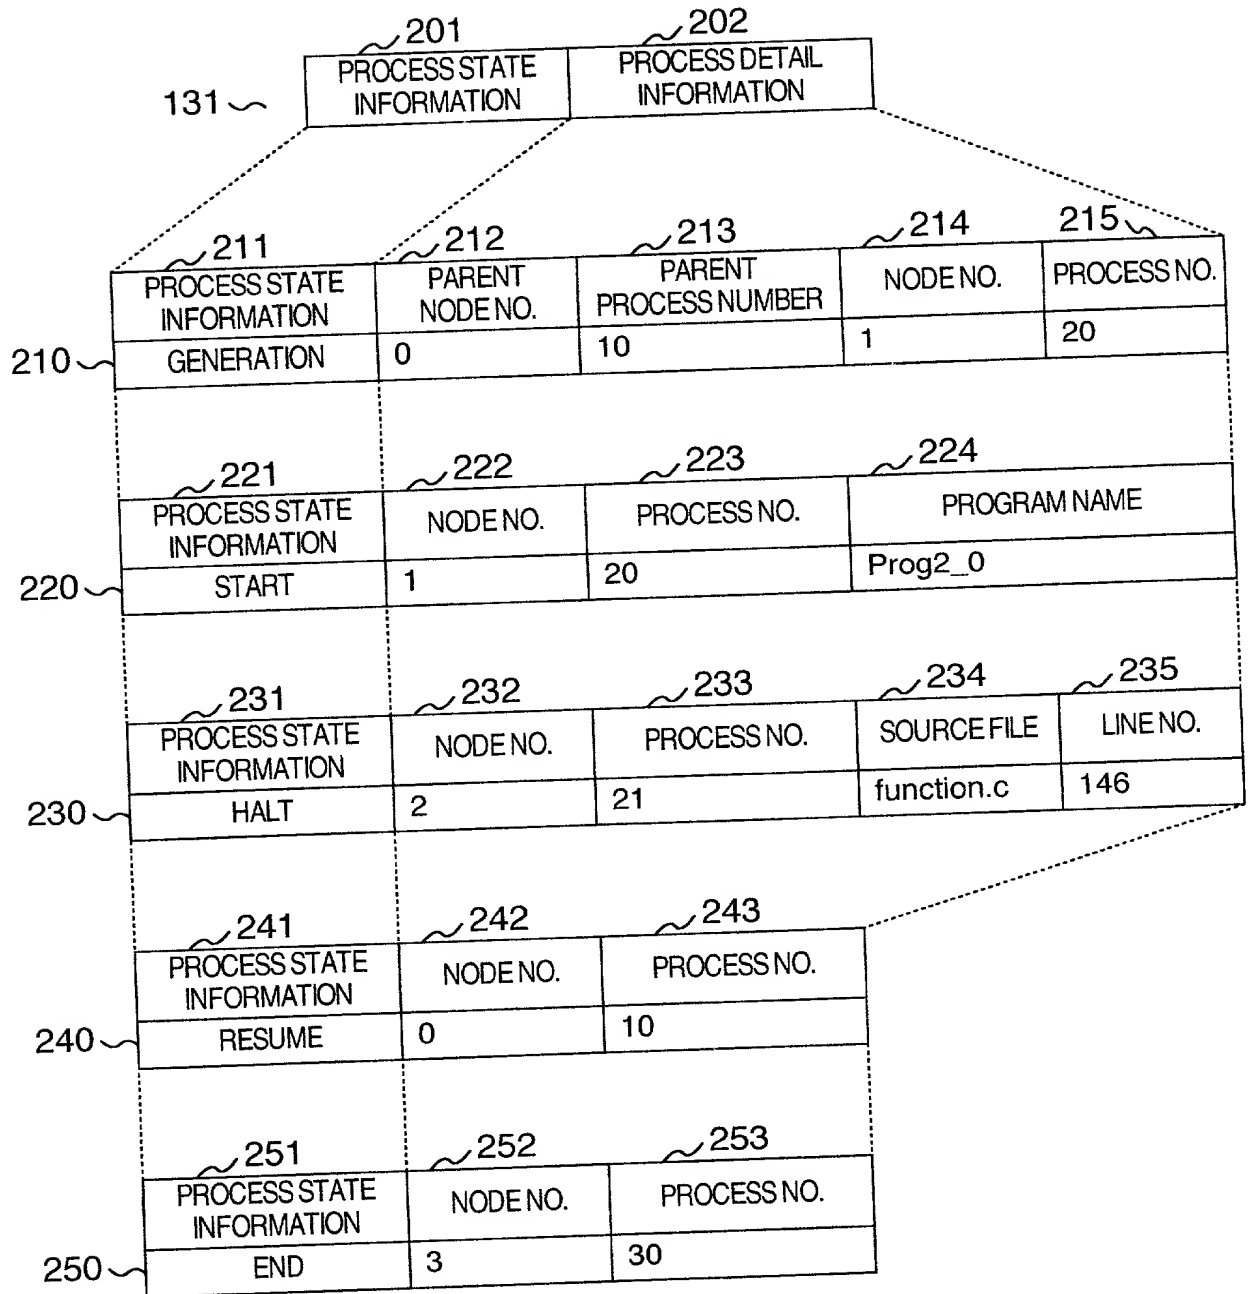 201 202
PROCESS STATE INFORMATION PROCESS DETAIL INFORMATION
131
211 212 213 214 215
PROCESS STATE INFORMATION PARENT NODE NO. PARENT PROCESS NUMBER NODE NO. PROCESS NO.
210 GENERATION 0 10 1 20
221 222 223 224
PROCESS STATE INFORMATION NODE NO. PROCESS NO. PROGRAM NAME
220 START 1 20 Prog2_0
231 232 233 234 235
PROCESS STATE INFORMATION NODE NO. PROCESS NO. SOURCE FILE LINE NO.
230 HALT 2 21 function.c 146
241 242 243
PROCESS STATE INFORMATION NODE NO. PROCESS NO.
240 RESUME 0 10
251 252 253
PROCESS STATE INFORMATION NODE NO. PROCESS NO.
250 END 3 30